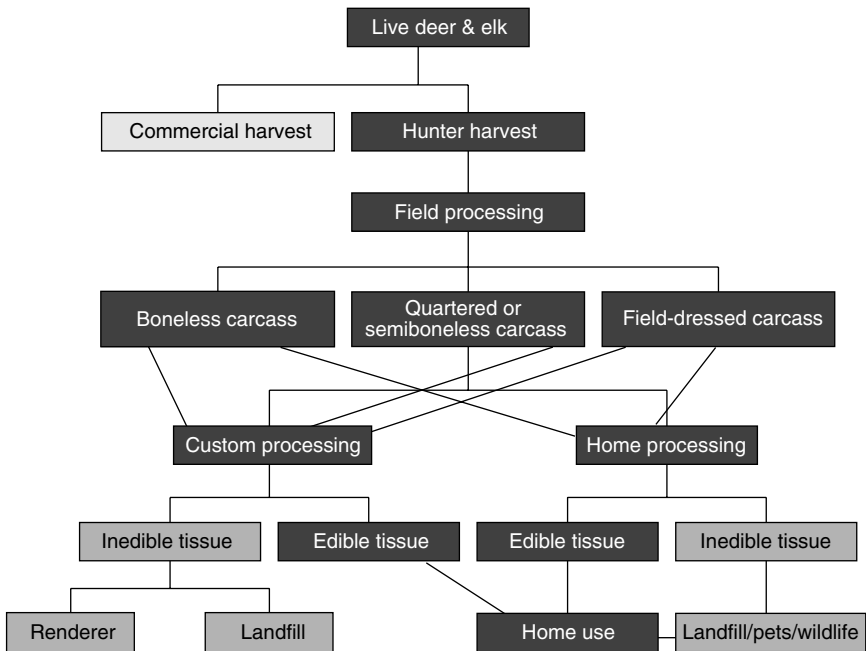 Live deer & elk
Commercial harvest
Hunter harvest
Field processing
Boneless carcass
Quartered or
semiboneless carcass
Field-dressed carcass
Custom processing
Home processing
Inedible tissue
Edible tissue
Edible tissue
Inedible tissue
Renderer
Landfill
Home use
Landfill/pets/wildlife